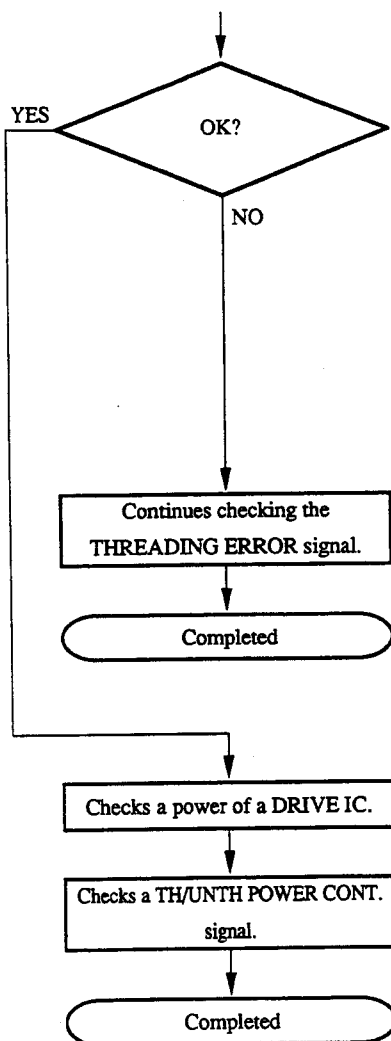 YES
OK?
NO
Continues checking the
THREADING ERROR signal.
Completed
Checks a power of a DRIVE IC.
Checks a TH/UNTH POWER CONT.
signal.
Completed